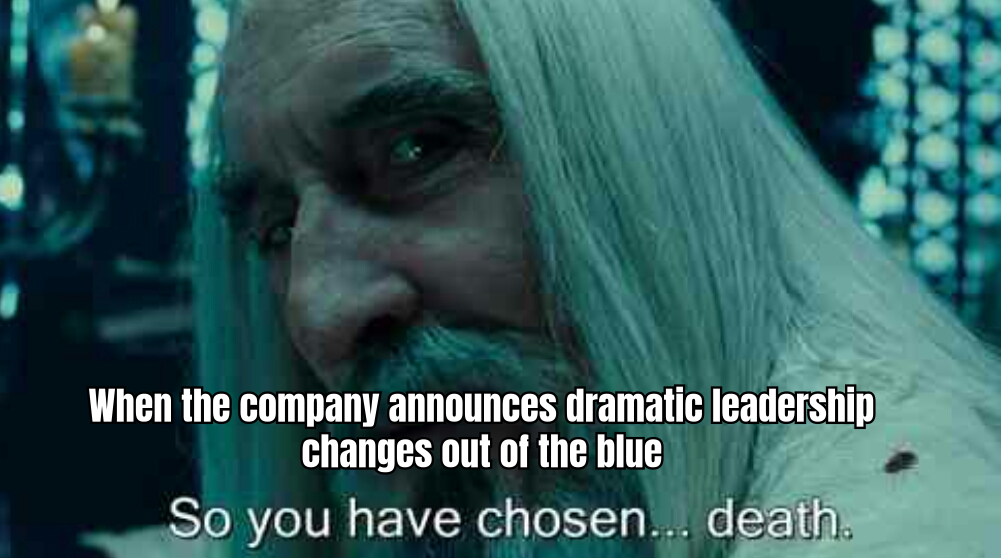 When the company announces dramatic leadership
changes out of the blue
So you have chosen... death.